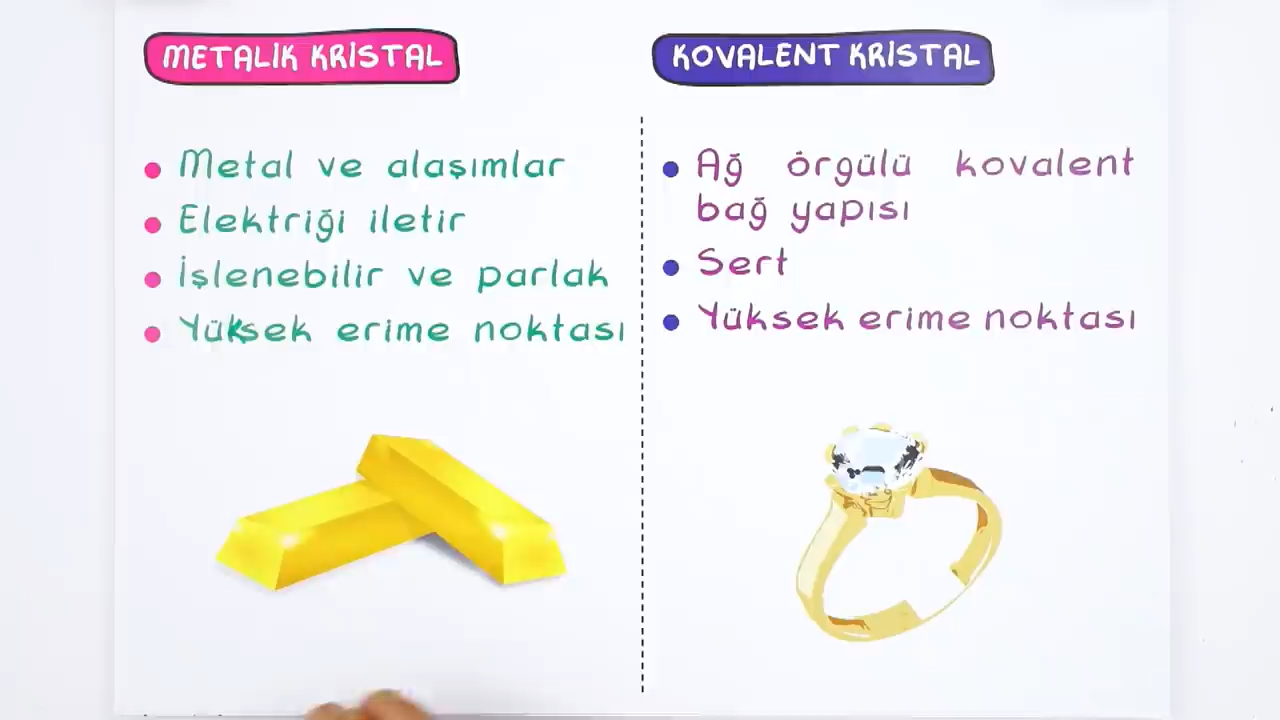 METALİK KRİSTAL
Metal ve alaşımlar
Elektriği iletir
İşlenebilir ve parlak
Yüksek erime noktası
KOVALENT KRİSTAL
Ağ örgülü kovalent
bağ yapısı
Sert
Yüksek erime noktası